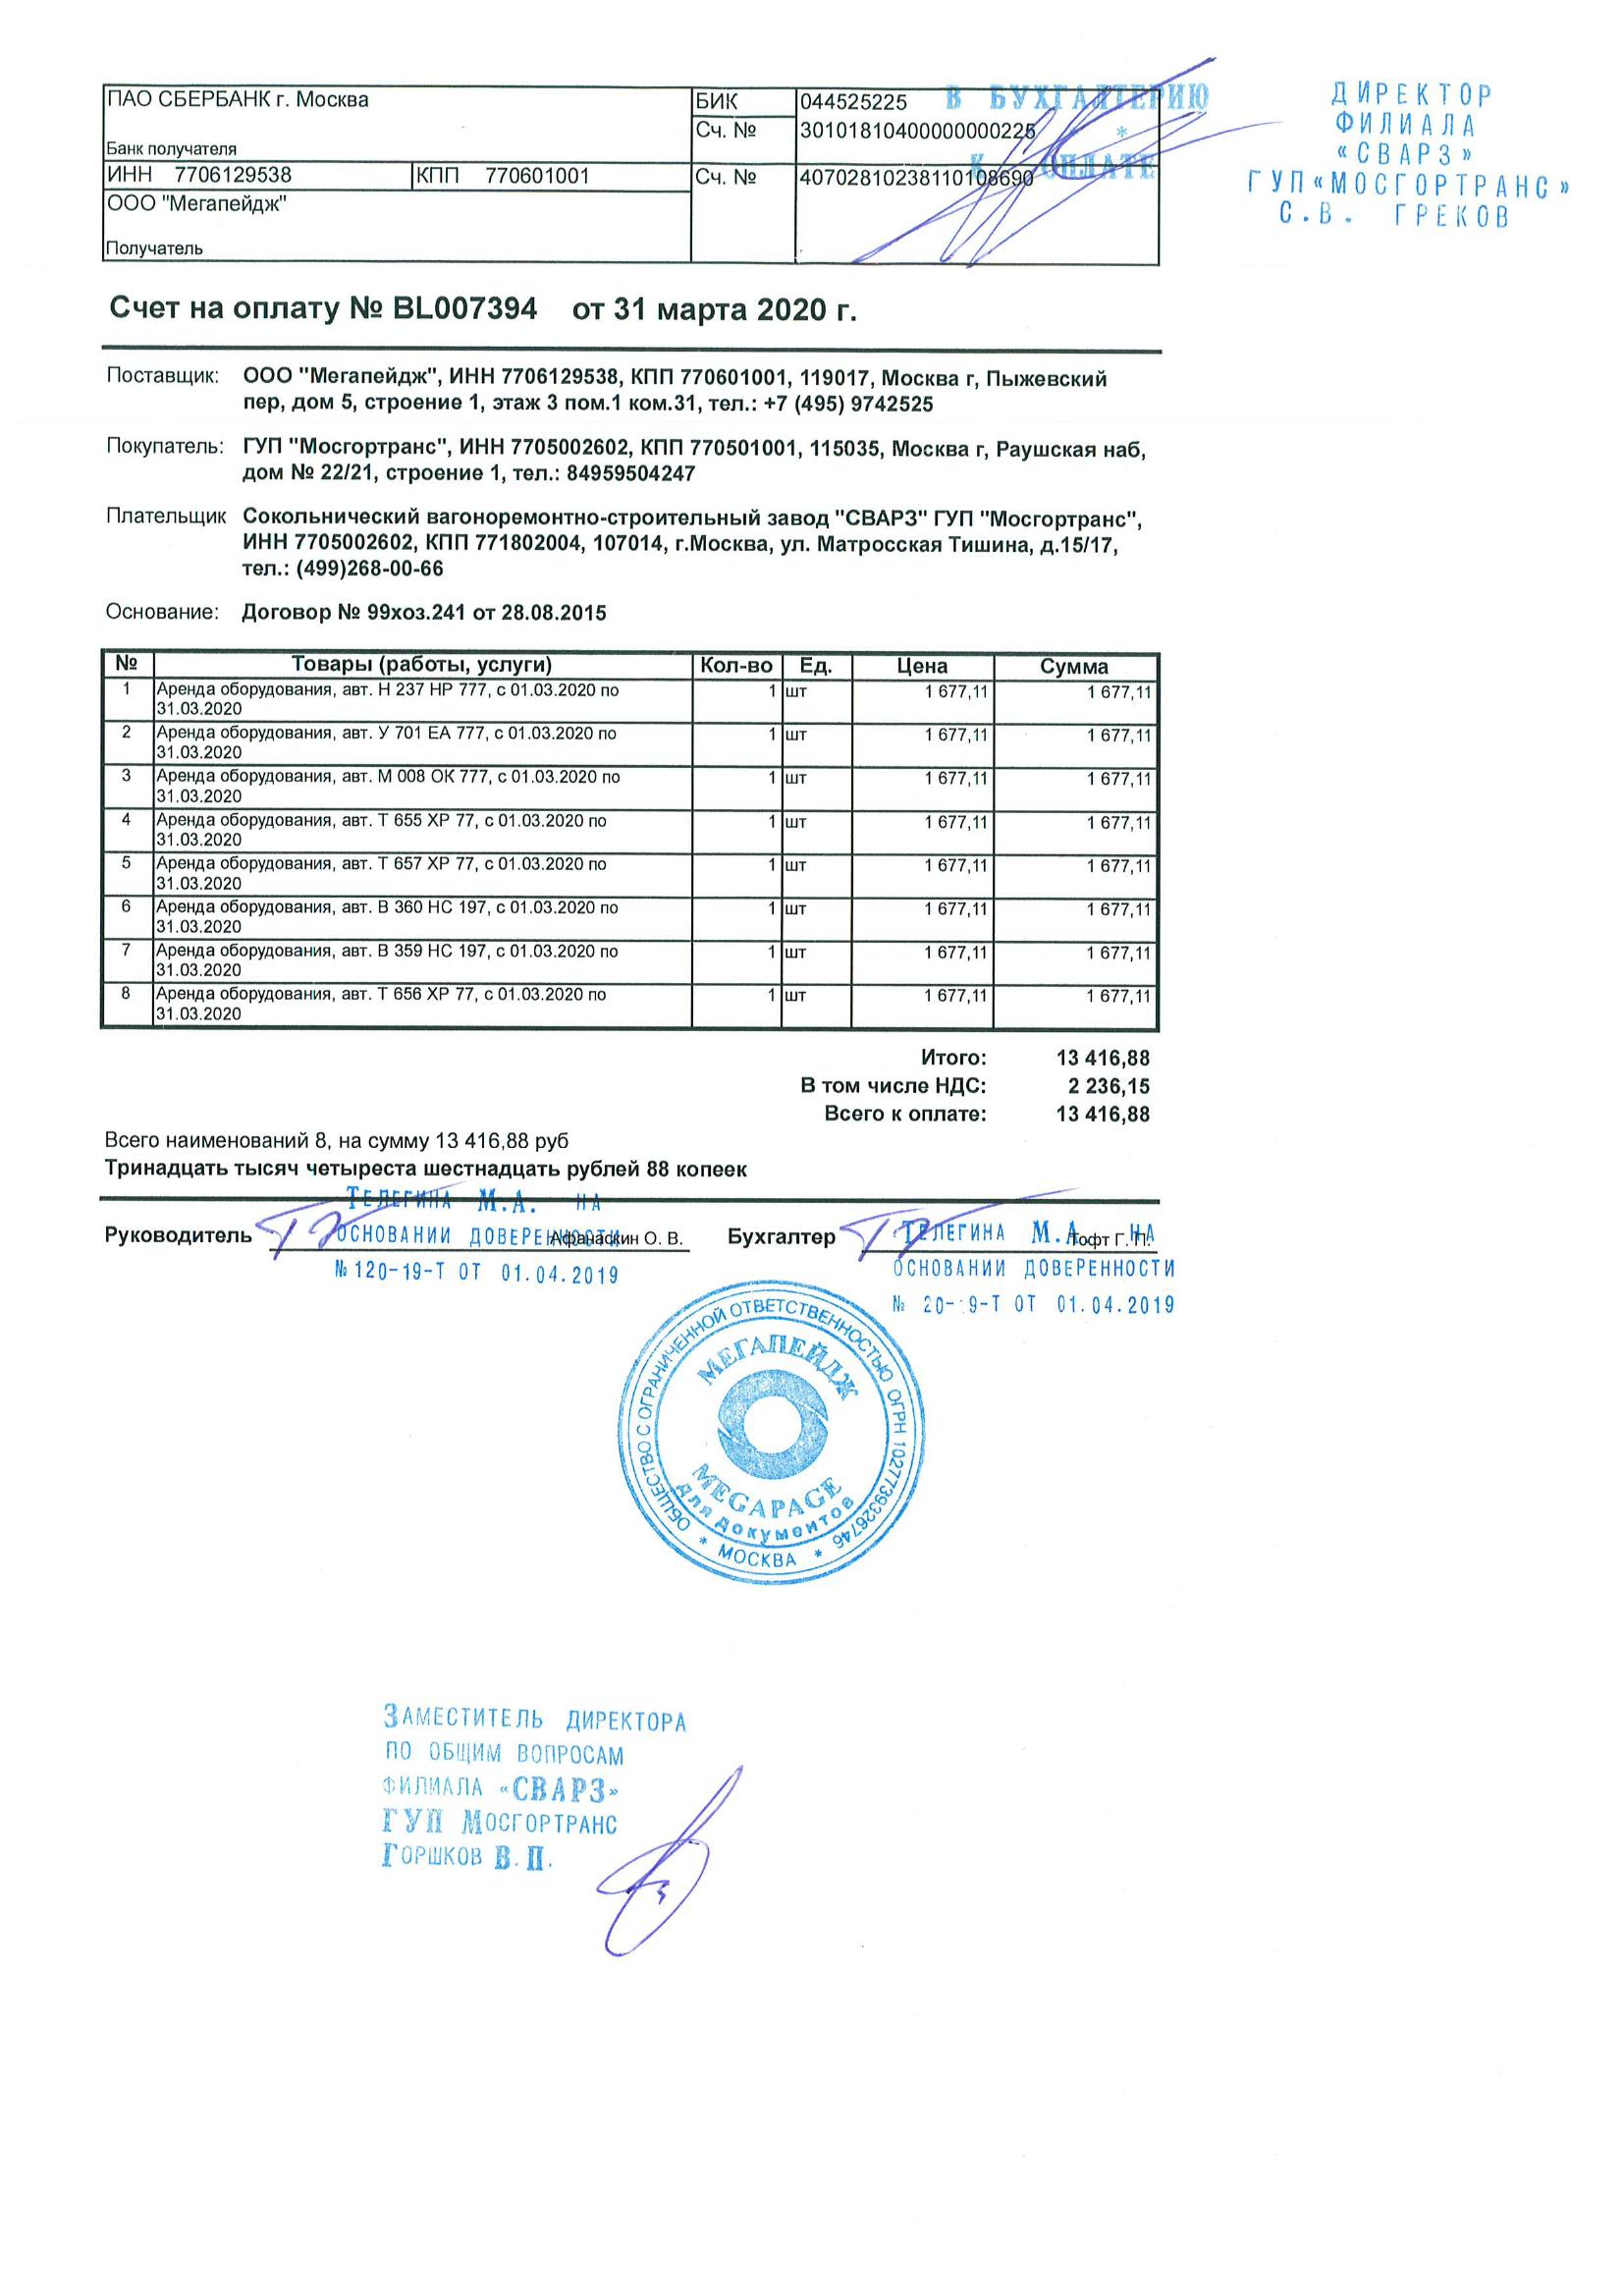 ПАО СБЕРБАНК г. Москва
БИК 044525225
Сч. № 30101810400000000225
Банк получателя
ИНН 7706129538 КПП 770601001 Сч. № 40702810238110108690
ООО "Мегапейдж"
Получатель
В БУХГАЛТЕРИЮ
*
К ОПЛАТЕ
ДИРЕКТОР
ФИЛИАЛА
«СВАРЗ»
ГУП«МОСГОРТРАНС»
С.В. ГРЕКОВ
Счет на оплату № BL007394 от 31 марта 2020 г.
Поставщик: ООО "Мегапейдж", ИНН 7706129538, КПП 770601001, 119017, Москва г, Пыжевский
пер, дом 5, строение 1, этаж 3 пом.1 ком.31, тел.: +7 (495) 9742525
Покупатель: ГУП "Мосгортранс", ИНН 7705002602, КПП 770501001, 115035, Москва г, Раушская наб,
дом № 22/21, строение 1, тел.: 84959504247
Плательщик Сокольнический вагоноремонтно-строительный завод "СВАРЗ" ГУП "Мосгортранс",
ИНН 7705002602, КПП 771802004, 107014, г.Москва, ул. Матросская Тишина, д.15/17,
тел.: (499)268-00-66
Основание: Договор № 99хоз.241 от 28.08.2015
№ Товары (работы, услуги) Кол-во Ед. Цена Сумма
1 Аренда оборудования, авт. Н 237 НР 777, с 01.03.2020 по 1 шт 1 677,11 1 677,11
31.03.2020
2 Аренда оборудования, авт. У 701 ЕА 777, с 01.03.2020 по 1 шт 1 677,11 1 677,11
31.03.2020
3 Аренда оборудования, авт. М 008 ОК 777, с 01.03.2020 по 1 шт 1 677,11 1 677,11
31.03.2020
4 Аренда оборудования, авт. Т 655 ХР 77, с 01.03.2020 по 1 шт 1 677,11 1 677,11
31.03.2020
5 Аренда оборудования, авт. Т 657 ХР 77, с 01.03.2020 по 1 шт 1 677,11 1 677,11
31.03.2020
6 Аренда оборудования, авт. В 360 НС 197, с 01.03.2020 по 1 шт 1 677,11 1 677,11
31.03.2020
7 Аренда оборудования, авт. В 359 НС 197, с 01.03.2020 по 1 шт 1 677,11 1 677,11
31.03.2020
8 Аренда оборудования, авт. Т 656 ХР 77, с 01.03.2020 по 1 шт 1 677,11 1 677,11
31.03.2020
Итого: 13 416,88
В том числе НДС: 2 236,15
Всего к оплате: 13 416,88
Всего наименований 8, на сумму 13 416,88 руб
Тринадцать тысяч четыреста шестнадцать рублей 88 копеек
Руководитель Афанаскин О. В. Бухгалтер Тофт Г. П.
ТЕЛЕГИНА М.А. НА
ОСНОВАНИИ ДОВЕРЕННОСТИ
№120-19-Т ОТ 01.04.2019
ТЕЛЕГИНА М.А. НА
ОСНОВАНИИ ДОВЕРЕННОСТИ
№ 20- 9-Т ОТ 01.04.2019
ОБЩЕСТВО С ОГРАНИЧЕННОЙ ОТВЕТСТВЕННОСТЬЮ ОГРН 1027739326746
* МОСКВА *
МЕГАПЕЙДЖ
MEGAPAGE
для документов
ЗАМЕСТИТЕЛЬ ДИРЕКТОРА
ПО ОБЩИМ ВОПРОСАМ
ФИЛИАЛА «СВАРЗ»
ГУП МОСГОРТРАНС
ГОРШКОВ В.П.